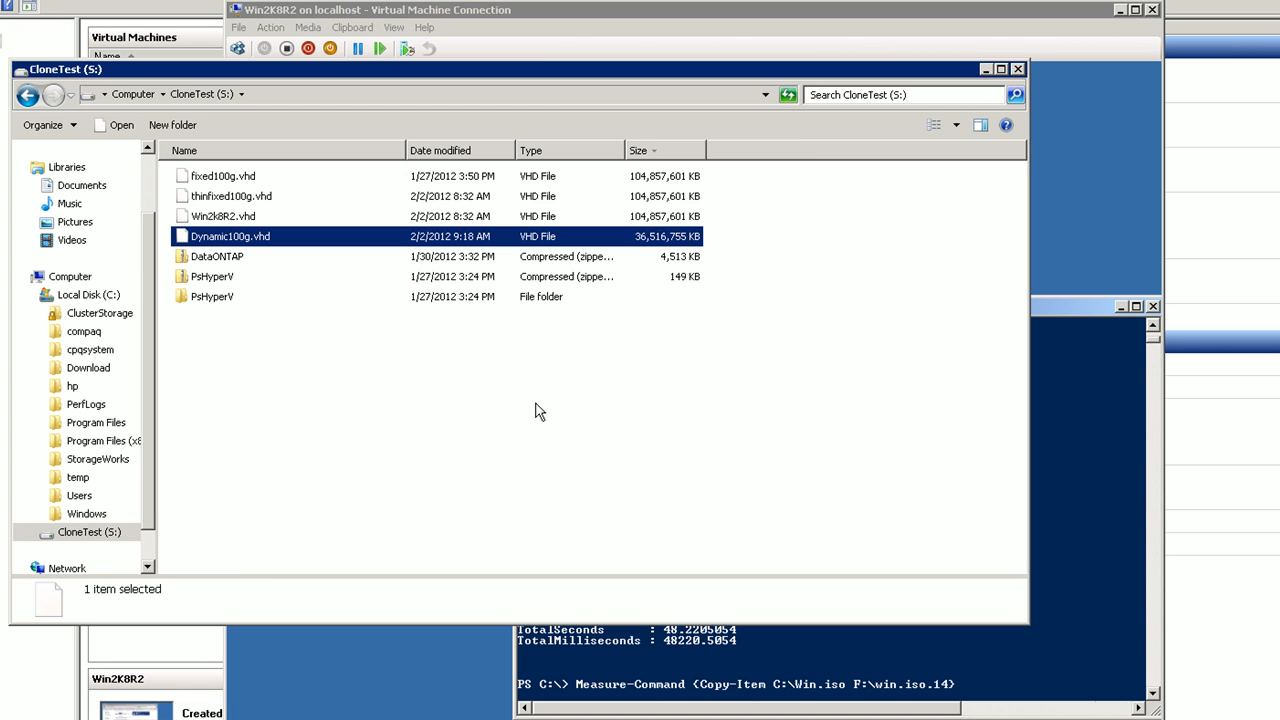 Win2K8R2 on localhost - Virtual Machine Connection
File Action Media Clipboard View Help
Virtual Machines
Name
CloneTest (S:)
Computer CloneTest (S:)
Search CloneTest (S:)
Organize Open New folder
Name Date modified Type Size
fixed100g.vhd 1/27/2012 3:50 PM VHD File 104,857,601 KB
thinfixed100g.vhd 2/2/2012 8:32 AM VHD File 104,857,601 KB
Win2k8R2.vhd 2/2/2012 8:32 AM VHD File 104,857,601 KB
Dynamic100g.vhd 2/2/2012 9:18 AM VHD File 36,516,755 KB
DataONTAP 1/30/2012 3:32 PM Compressed (zippe... 4,513 KB
PsHyperV 1/27/2012 3:24 PM Compressed (zippe... 149 KB
PsHyperV 1/27/2012 3:24 PM File folder
Libraries
Documents
Music
Pictures
Videos
Computer
Local Disk (C:)
ClusterStorage
compaq
cpqsystem
Download
hp
PerfLogs
Program Files
Program Files (x8
StorageWorks
temp
Users
Windows
CloneTest (S:)
Network
1 item selected
TotalSeconds : 48.2205054
TotalMilliseconds : 48220.5054
PS C:\> Measure-Command {Copy-Item C:\Win.iso F:\win.iso.14}
Win2K8R2
Created